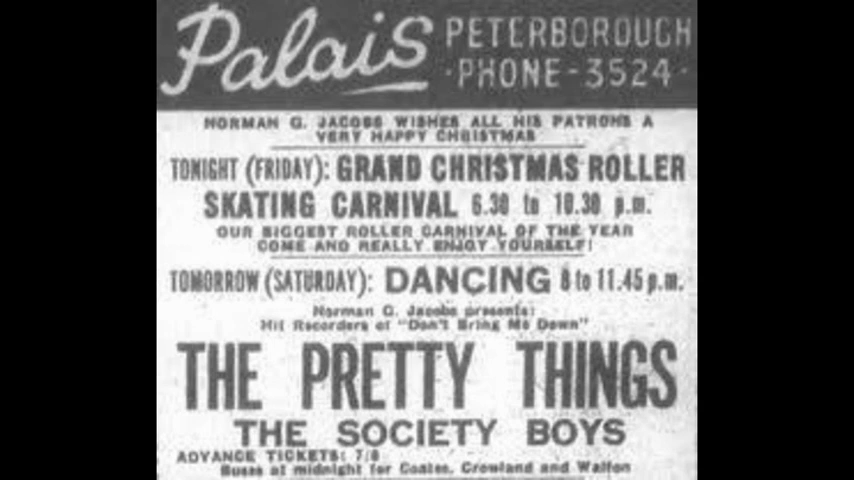 Palais PETERBOROUGH
·PHONE-3524·
NORMAN G. JACOBS WISHES ALL HIS PATRONS A
VERY HAPPY CHRISTMAS
TONIGHT (FRIDAY): GRAND CHRISTMAS ROLLER
SKATING CARNIVAL 6.30 to 10.30 p.m.
OUR BIGGEST ROLLER CARNIVAL OF THE YEAR
COME AND REALLY ENJOY YOURSELF!
TOMORROW (SATURDAY): DANCING 8 to 11.45 p.m.
Norman G. Jacobs presents:
Hit Recorders of "Don't Bring Me Down"
THE PRETTY THINGS
THE SOCIETY BOYS
ADVANCE TICKETS: 7/6
Buses at midnight for Coates, Crowland and Walton